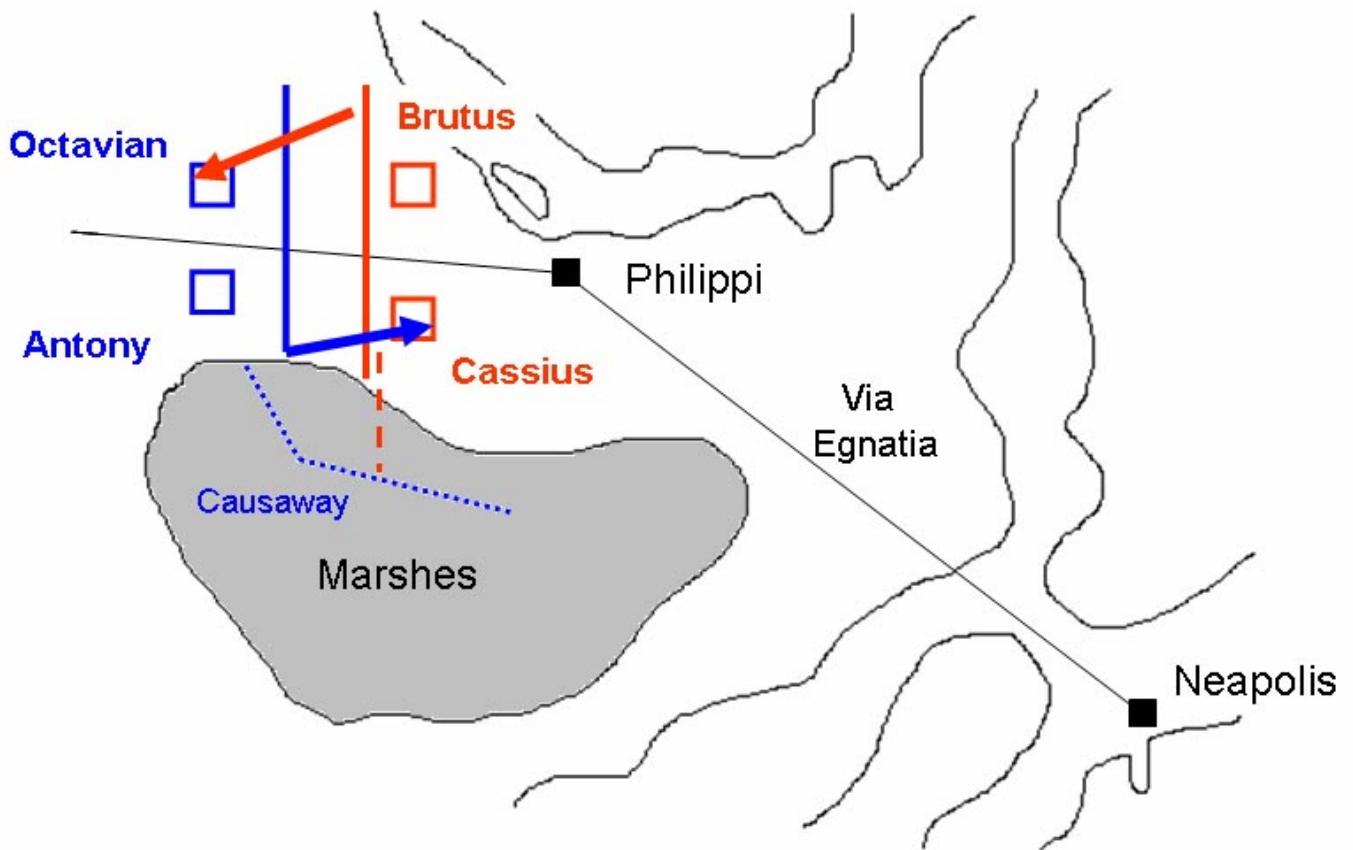 Brutus
Octavian
Philippi
Antony
Cassius
Via
Egnatia
Causaway
Marshes
Neapolis